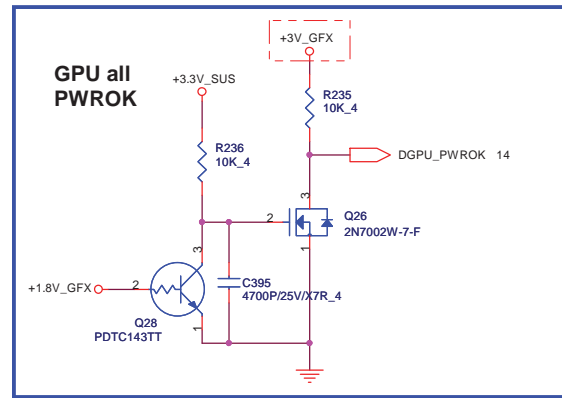 GPU all
PWROK
+3V_GFX
+3.3V_SUS
R235
10K_4
R236
10K_4
DGPU_PWROK 14
3
2
Q26
2N7002W-7-F
1
3
+1.8V_GFX
2
C395
4700P/25V/X7R_4
Q28
PDTC143TT
1